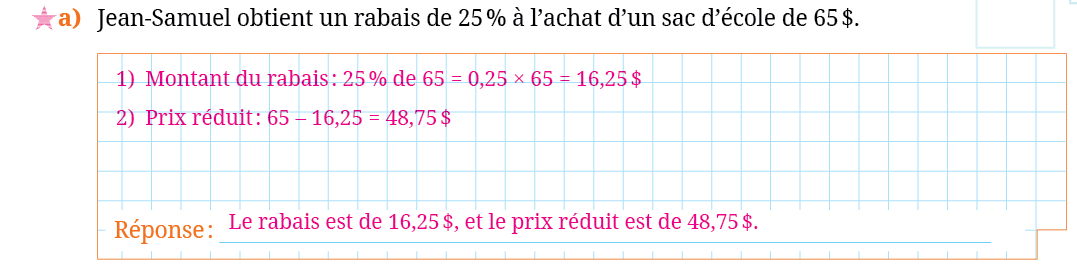 a) Jean-Samuel obtient un rabais de 25 % à l’achat d’un sac d’école de 65 $.
1) Montant du rabais : 25 % de 65 = 0,25 × 65 = 16,25 $
2) Prix réduit : 65 – 16,25 = 48,75 $
Réponse : Le rabais est de 16,25 $, et le prix réduit est de 48,75 $.